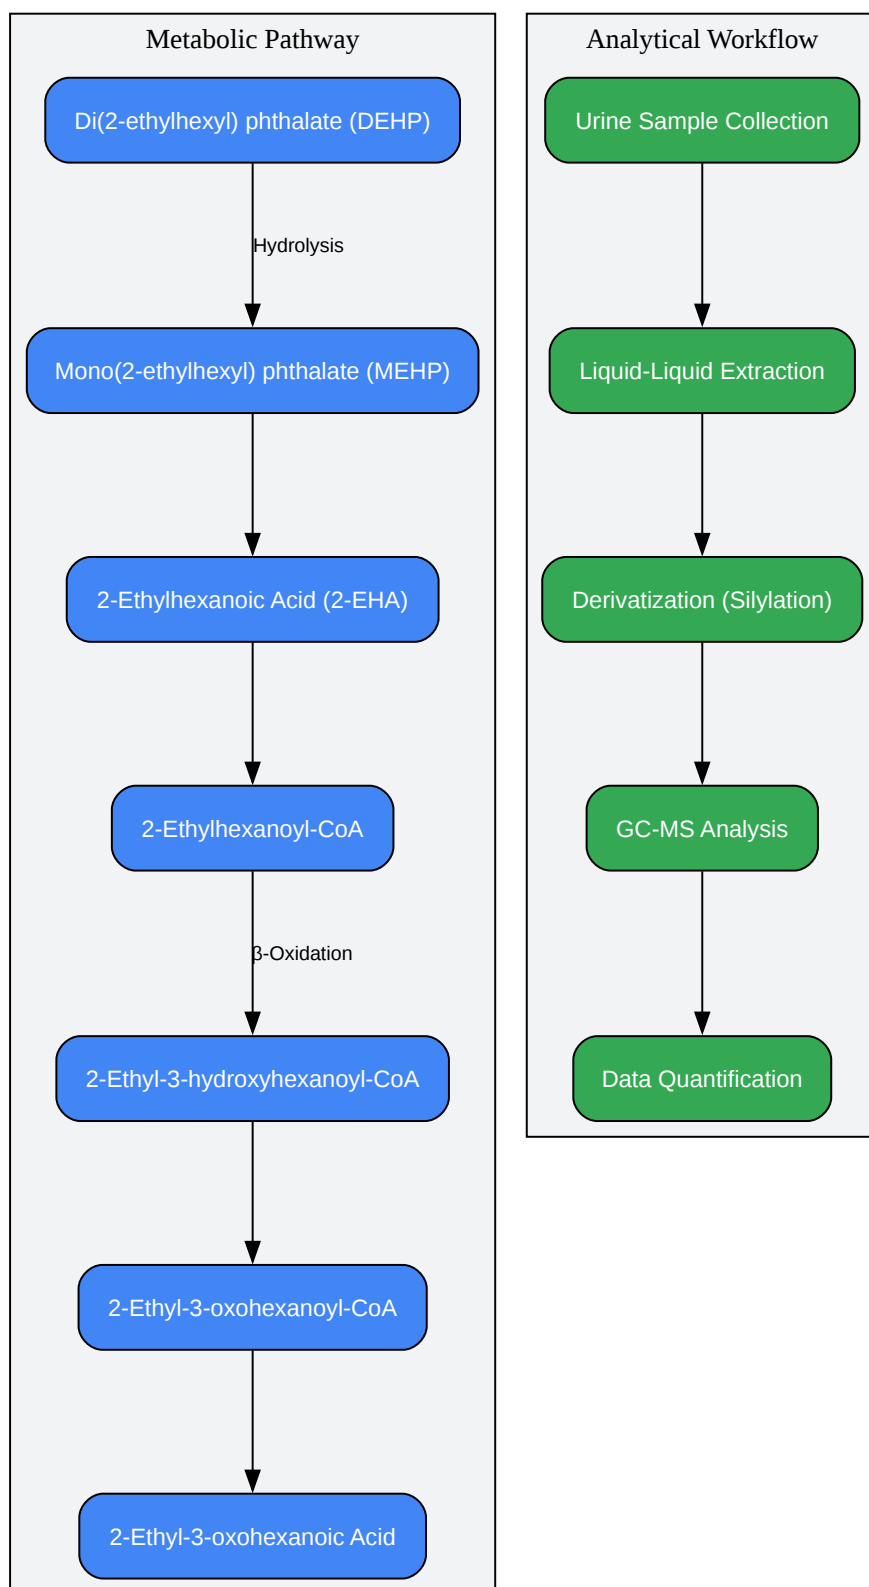 Metabolic Pathway
Di(2-ethylhexyl) phthalate (DEHP)
Hydrolysis
Mono(2-ethylhexyl) phthalate (MEHP)
2-Ethylhexanoic Acid (2-EHA)
2-Ethylhexanoyl-CoA
β-Oxidation
2-Ethyl-3-hydroxyhexanoyl-CoA
2-Ethyl-3-oxohexanoyl-CoA
2-Ethyl-3-oxohexanoic Acid
Analytical Workflow
Urine Sample Collection
Liquid-Liquid Extraction
Derivatization (Silylation)
GC-MS Analysis
Data Quantification